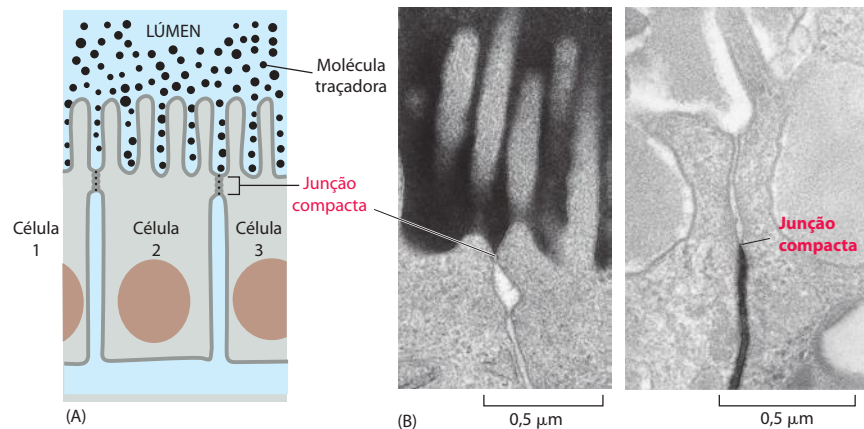 LÚMEN
Molécula
traçadora
Junção
compacta
Célula
1
Célula
2
Célula
3
(A)
(B)
0,5 μm
Junção
compacta
0,5 μm